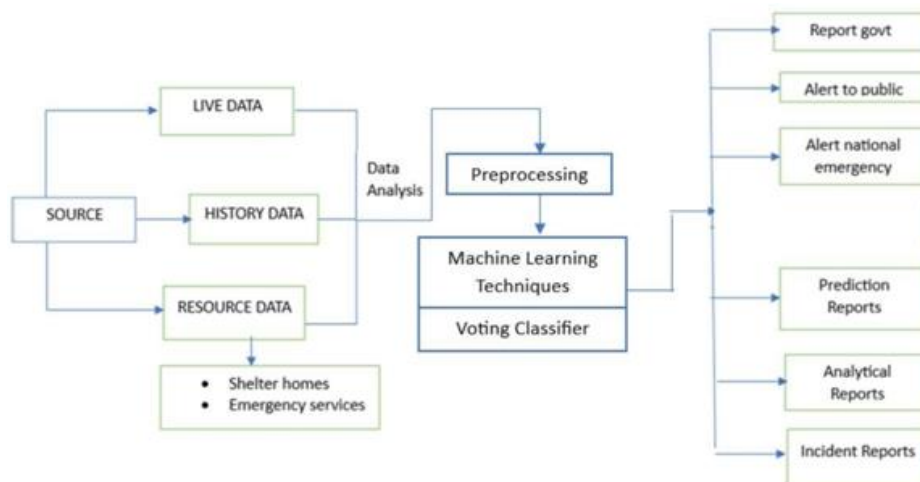 SOURCE
LIVE DATA
HISTORY DATA
RESOURCE DATA
• Shelter homes
• Emergency services
Data
Analysis
Preprocessing
Machine Learning
Techniques
Voting Classifier
Report govt
Alert to public
Alert national
emergency
Prediction
Reports
Analytical
Reports
Incident Reports